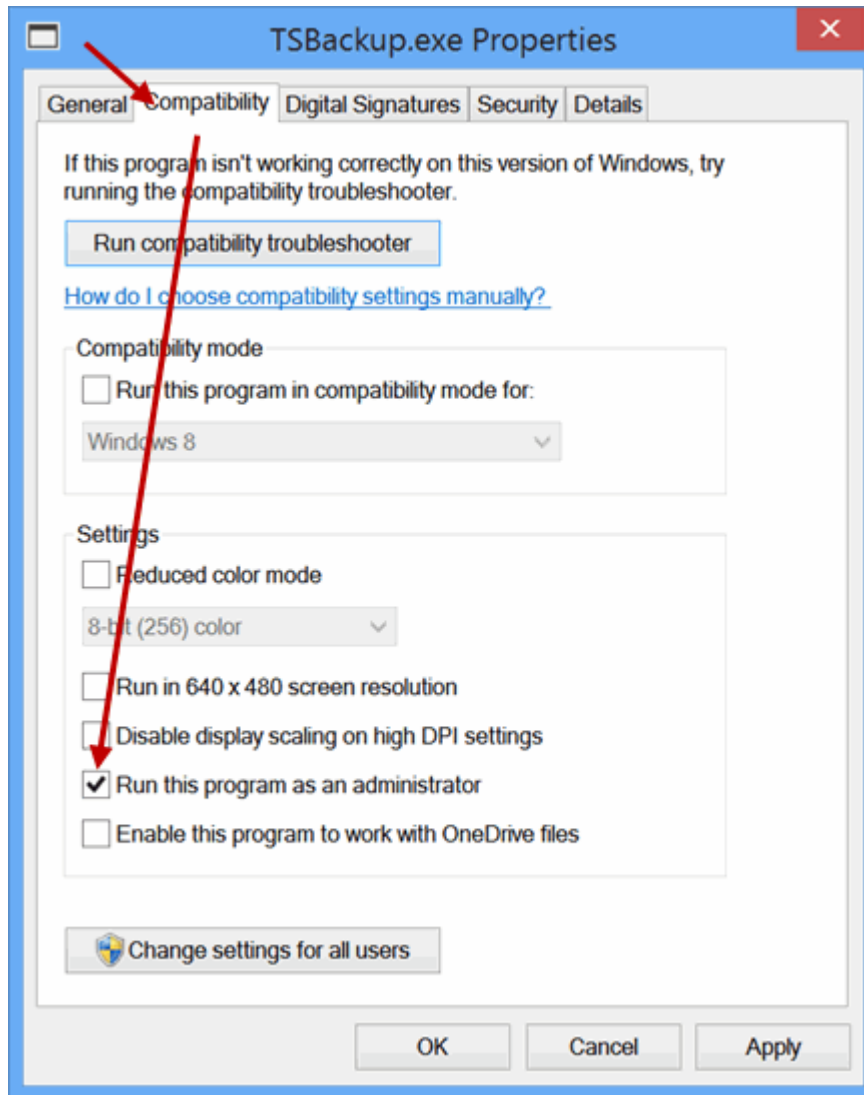 TSBackup.exe Properties
General Compatibility Digital Signatures Security Details
If this program isn't working correctly on this version of Windows, try
running the compatibility troubleshooter.
Run compatibility troubleshooter
How do I choose compatibility settings manually?
Compatibility mode
Run this program in compatibility mode for:
Windows 8
Settings
Reduced color mode
8-bit (256) color
Run in 640 x 480 screen resolution
Disable display scaling on high DPI settings
Run this program as an administrator
Enable this program to work with OneDrive files
Change settings for all users
OK Cancel Apply